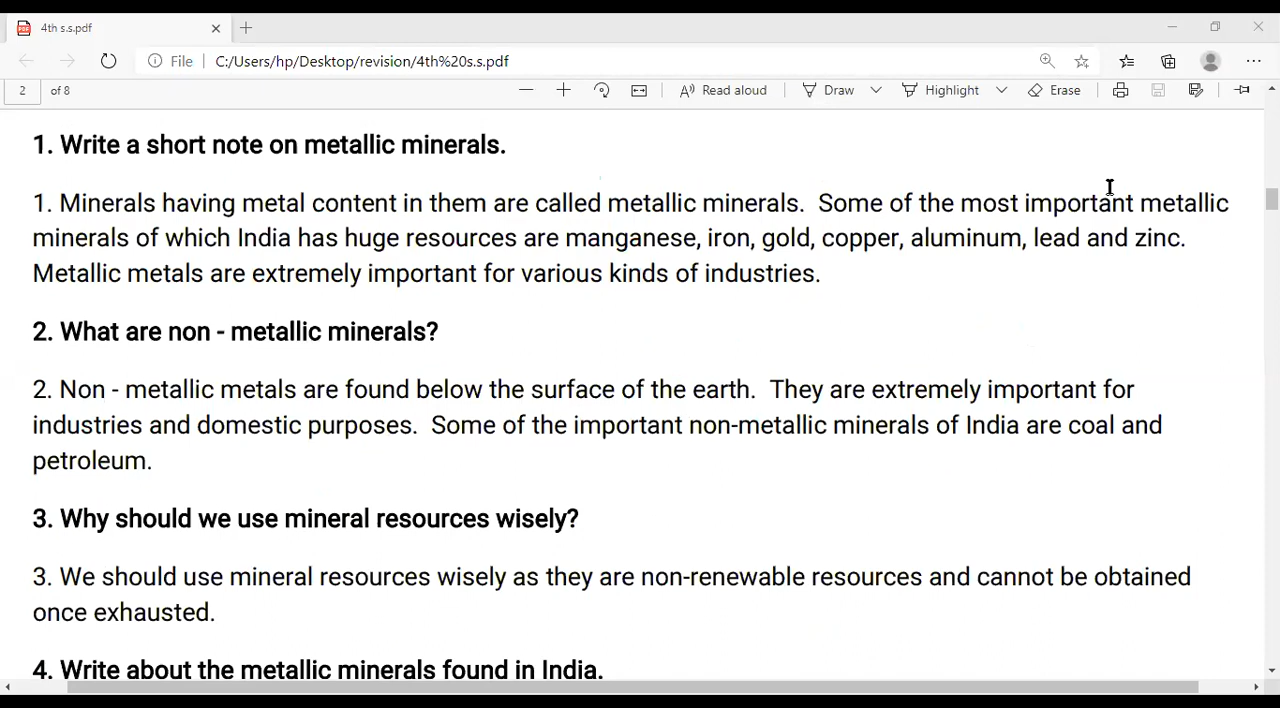 4th s.s.pdf
File C:/Users/hp/Desktop/revision/4th%20s.s.pdf
2 of 8 Read aloud Draw Highlight Erase
1. Write a short note on metallic minerals.
1. Minerals having metal content in them are called metallic minerals.  Some of the most important metallic
minerals of which India has huge resources are manganese, iron, gold, copper, aluminum, lead and zinc.
Metallic metals are extremely important for various kinds of industries.
2. What are non - metallic minerals?
2. Non - metallic metals are found below the surface of the earth.  They are extremely important for
industries and domestic purposes.  Some of the important non-metallic minerals of India are coal and
petroleum.
3. Why should we use mineral resources wisely?
3. We should use mineral resources wisely as they are non-renewable resources and cannot be obtained
once exhausted.
4. Write about the metallic minerals found in India.